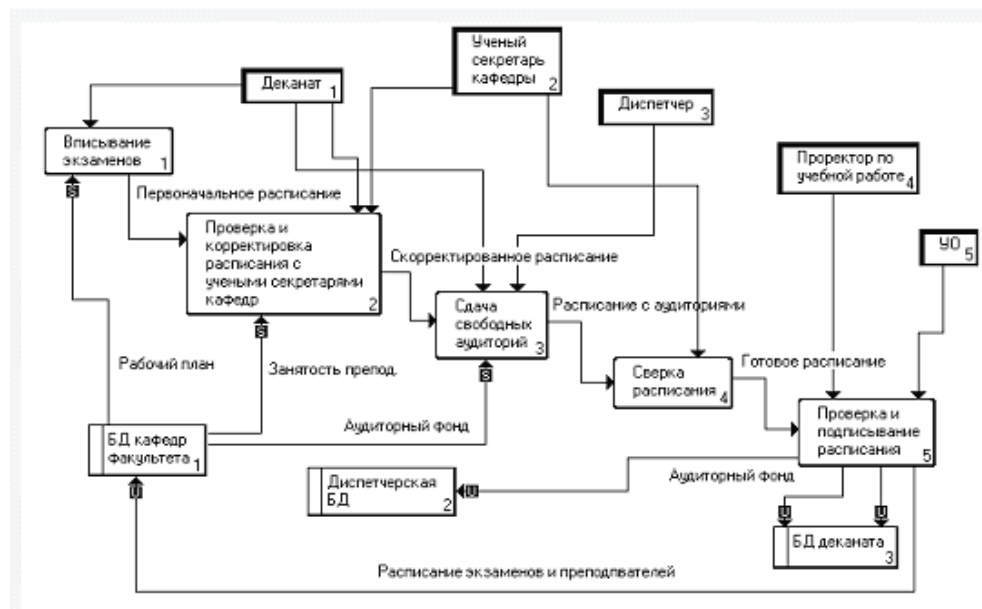 Ученый
секретарь
кафедры
2
Деканат
1
Диспетчер
3
Вписывание
экзаменов
1
Проректор по
учебной работе
4
S
Первоначальное расписание
Проверка и
корректировка
расписания с
учеными секретарями
кафедр
2
УО
5
Скорректированное расписание
Сдача
свободных
аудиторий
3
Расписание с аудиториями
S
Рабочий план
Занятость препод.
S
Сверка
расписания
4
Готовое расписание
Проверка и
подписывание
расписания
5
Аудиторный фонд
БД кафедр
факультета
1
U
Диспетчерская
БД
2
U
Аудиторный фонд
U
U
БД деканата
3
Расписание экзаменов и преподпвателей